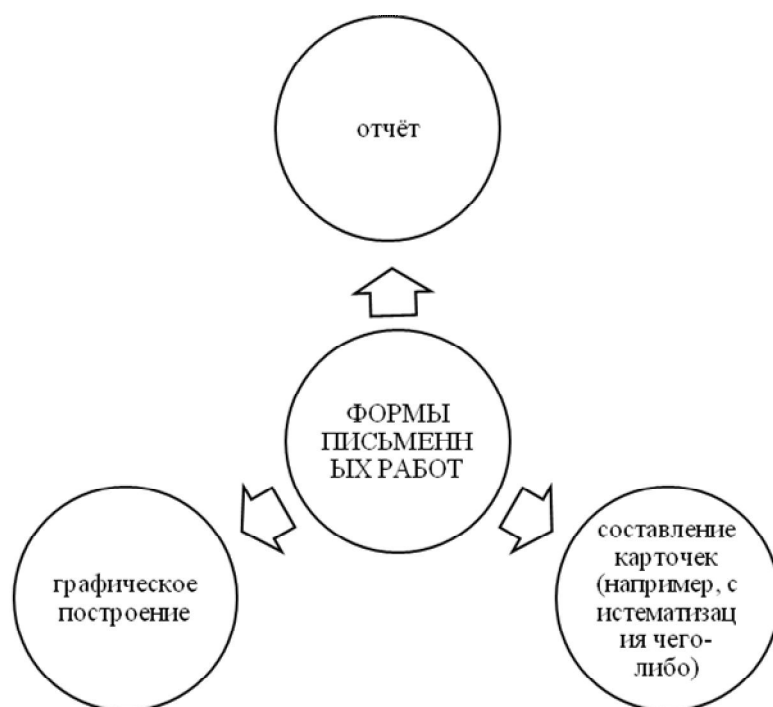 отчёт
ФОРМЫ
ПИСЬМЕНН
ЫХ РАБОТ
графическое
построение
составление
карточек
(например, с
истематизац
ия чего-
либо)